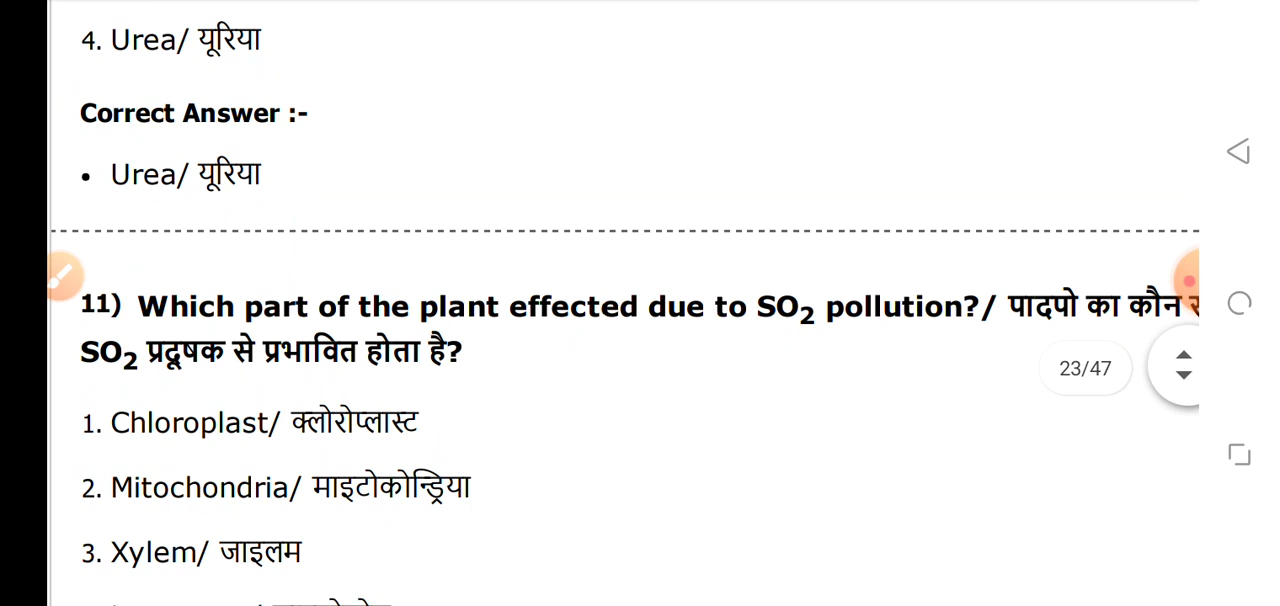 4. Urea/ यूरिया
Correct Answer :-
• Urea/ यूरिया
11) Which part of the plant effected due to SO₂ pollution?/ पादपो का कौन
SO₂ प्रदूषक से प्रभावित होता है?
23/47
1. Chloroplast/ क्लोरोप्लास्ट
2. Mitochondria/ माइटोकोन्ड्रिया
3. Xylem/ जाइलम